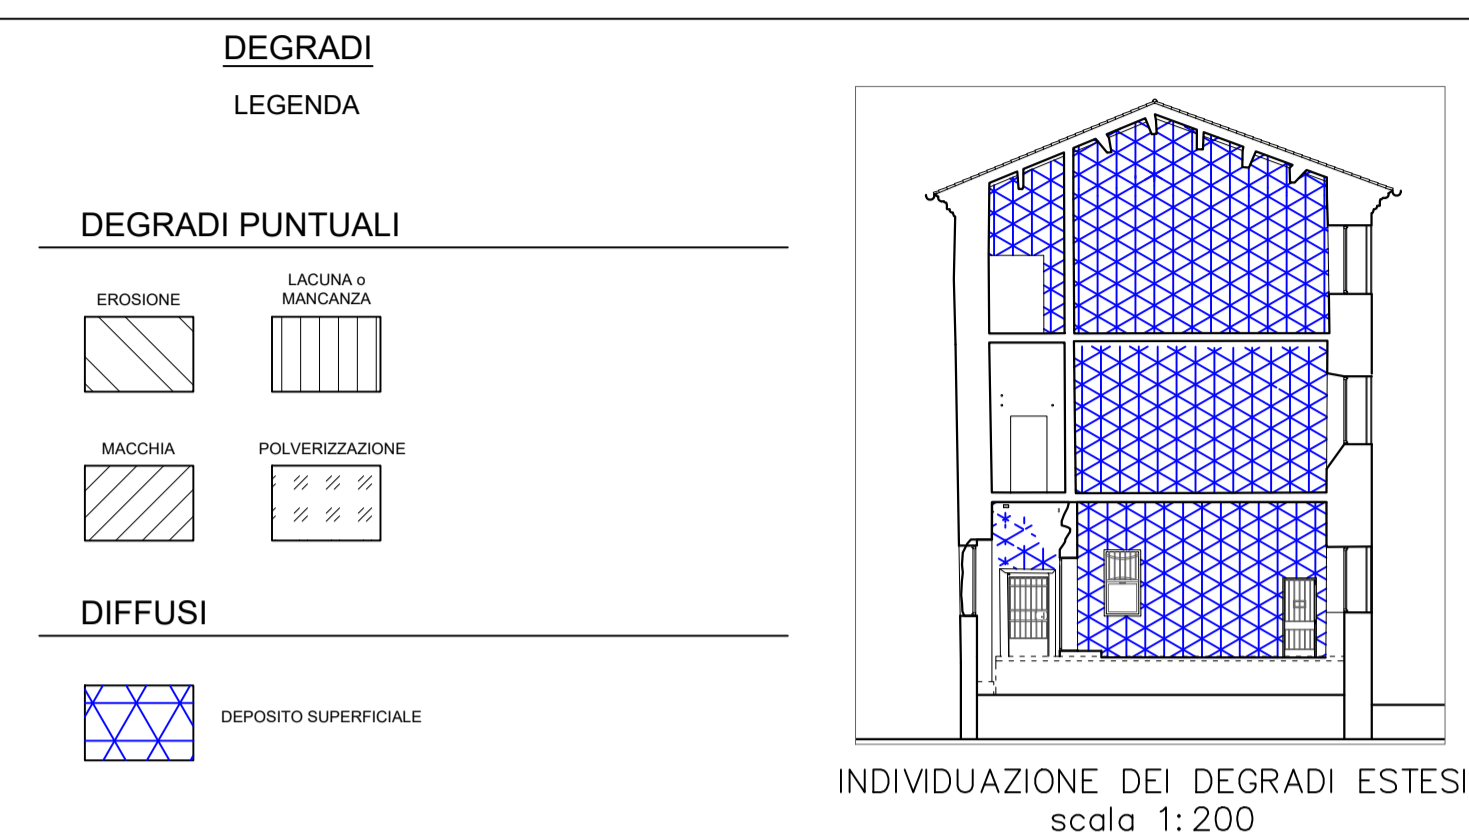 DEGRADI
LEGENDA
DEGRADI PUNTUALI
EROSIONE
LACUNA o
MANCANZA
MACCHIA
POLVERIZZAZIONE
DIFFUSI
DEPOSITO SUPERFICIALE
INDIVIDUAZIONE DEI DEGRADI ESTESI
scala 1:200